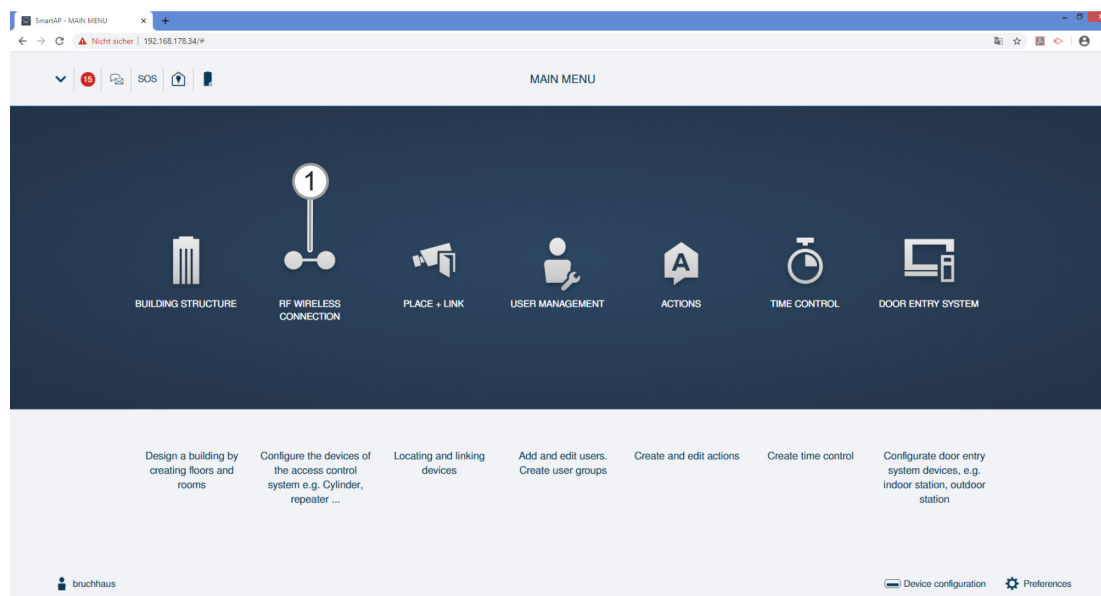 SmartAP - MAIN MENU
Nicht sicher | 192.168.178.34/#
15 SOS MAIN MENU
1
BUILDING STRUCTURE
RF WIRELESS
CONNECTION
PLACE + LINK
USER MANAGEMENT
A
ACTIONS
TIME CONTROL
DOOR ENTRY SYSTEM
Design a building by
creating floors and
rooms
Configure the devices of
the access control
system e.g. Cylinder,
repeater ...
Locating and linking
devices
Add and edit users.
Create user groups
Create and edit actions
Create time control
Configurate door entry
system devices, e.g.
indoor station, outdoor
station
bruchhaus
Device configuration
Preferences